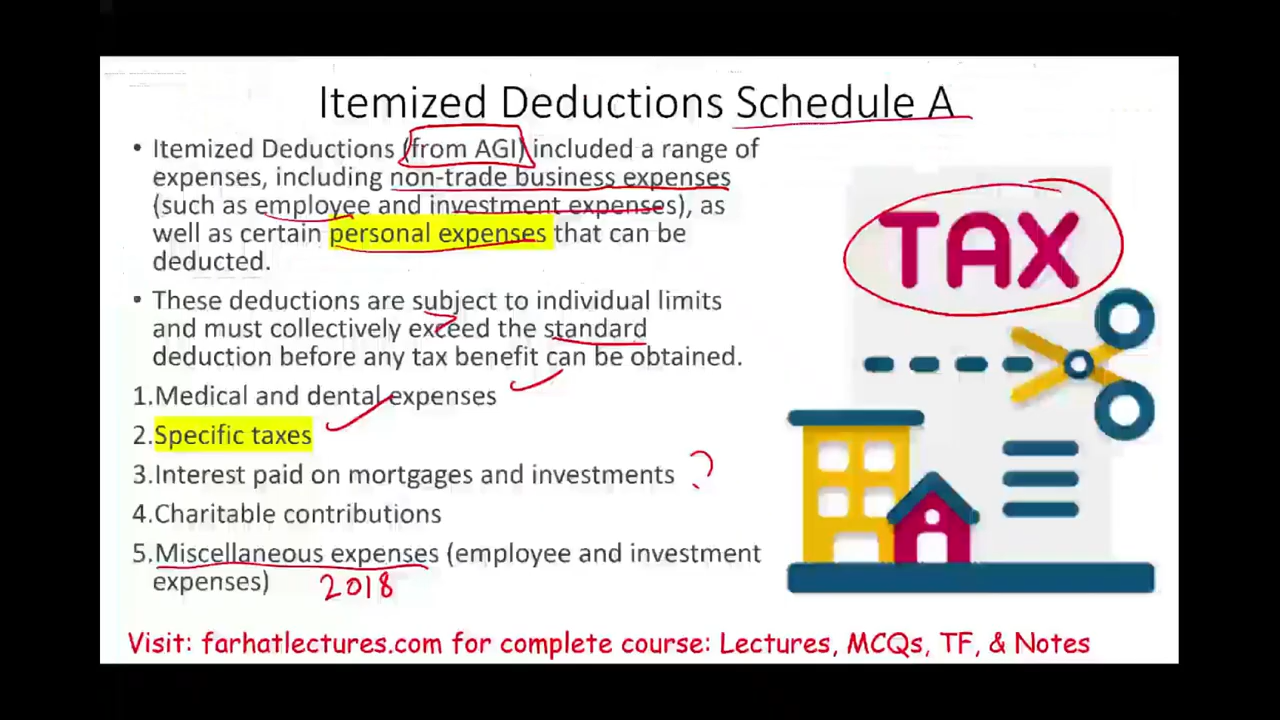 Itemized Deductions Schedule A
• Itemized Deductions (from AGI) included a range of
expenses, including non-trade business expenses
(such as employee and investment expenses), as
well as certain personal expenses that can be
deducted.
• These deductions are subject to individual limits
and must collectively exceed the standard
deduction before any tax benefit can be obtained.
1.Medical and dental expenses
2.Specific taxes
3.Interest paid on mortgages and investments ?
4.Charitable contributions
5.Miscellaneous expenses (employee and investment
expenses) 2018
TAX
Visit: farhatlectures.com for complete course: Lectures, MCQs, TF, & Notes